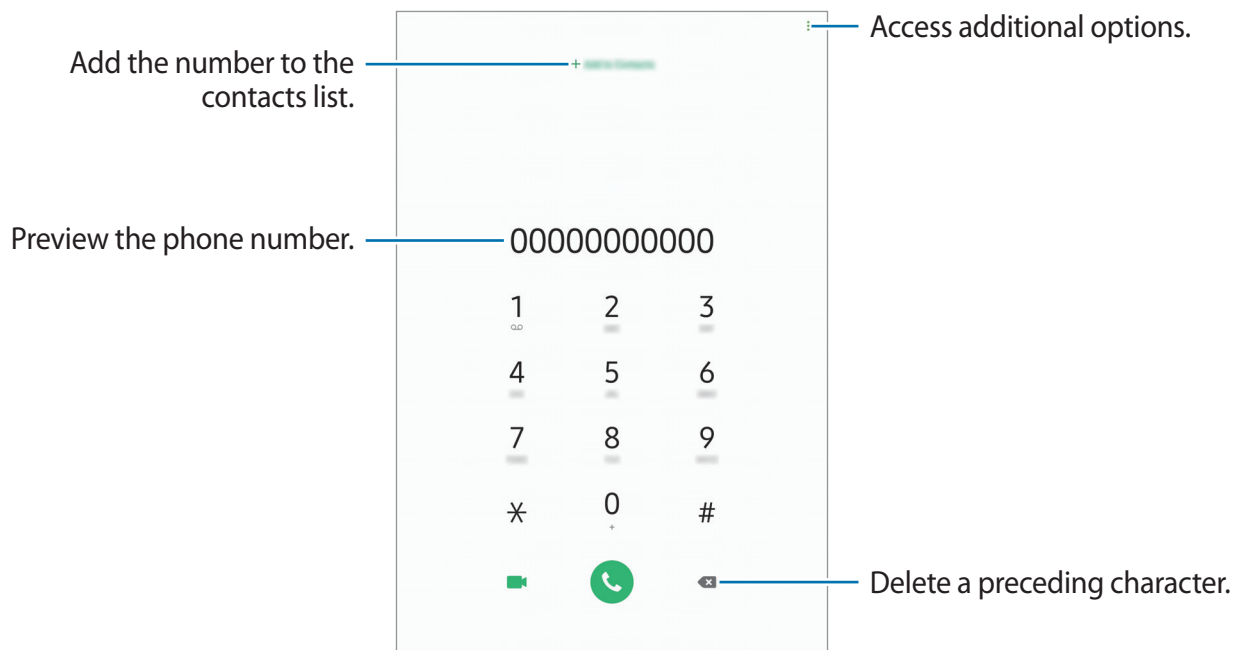 Access additional options.
Add the number to the
contacts list.
+
Preview the phone number.
00000000000
1 2 3
4 5 6
7 8 9
* 0 #
+
Delete a preceding character.